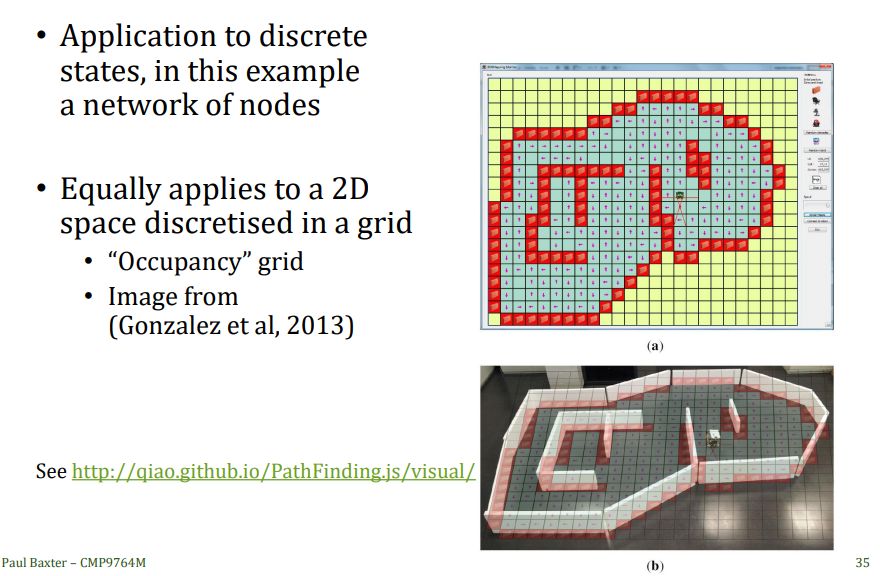 • Application to discrete
states, in this example
a network of nodes
• Equally applies to a 2D
space discretised in a grid
• “Occupancy” grid
• Image from
(Gonzalez et al, 2013)
(a)
See http://qiao.github.io/PathFinding.js/visual/
(b)
Paul Baxter – CMP9764M
35